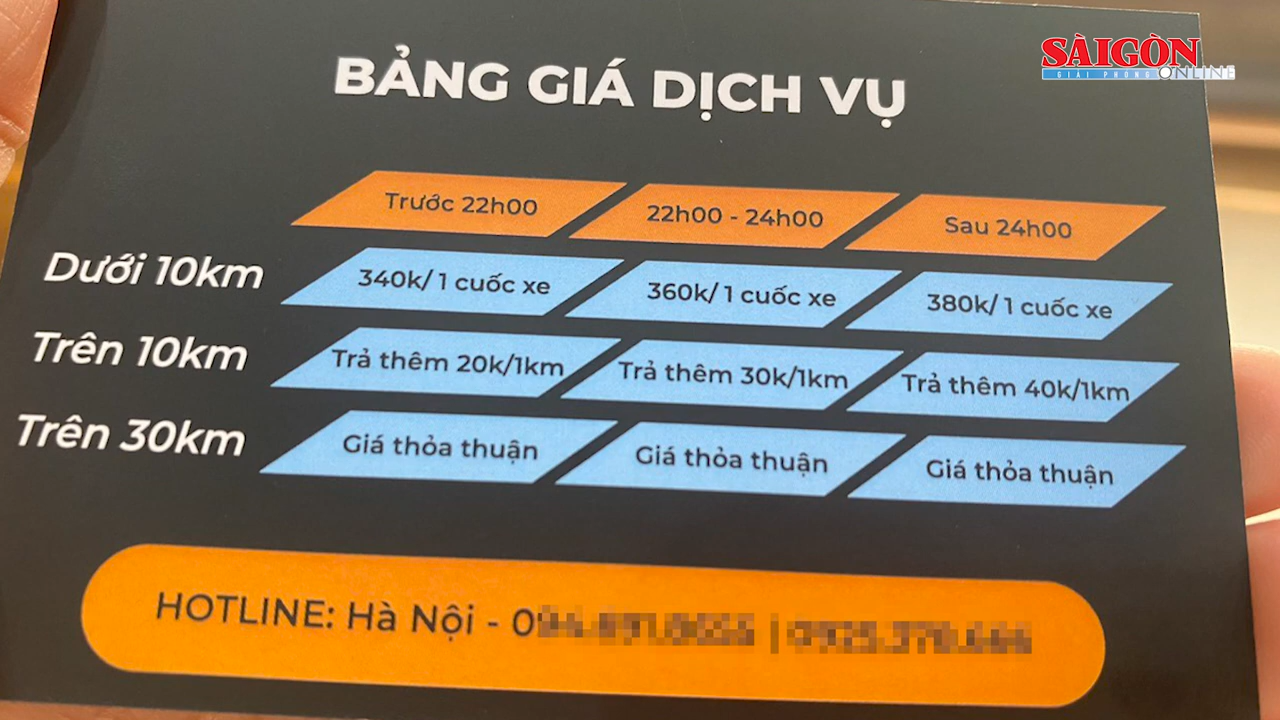 SÀIGÒN
GIẢI PHÓNG ONLINE
BẢNG GIÁ DỊCH VỤ
Trước 22h00 22h00 - 24h00 Sau 24h00
Dưới 10km 340k/ 1 cuốc xe 360k/ 1 cuốc xe 380k/ 1 cuốc xe
Trên 10km Trả thêm 20k/1km Trả thêm 30k/1km Trả thêm 40k/1km
Trên 30km Giá thỏa thuận Giá thỏa thuận Giá thỏa thuận
HOTLINE: Hà Nội -